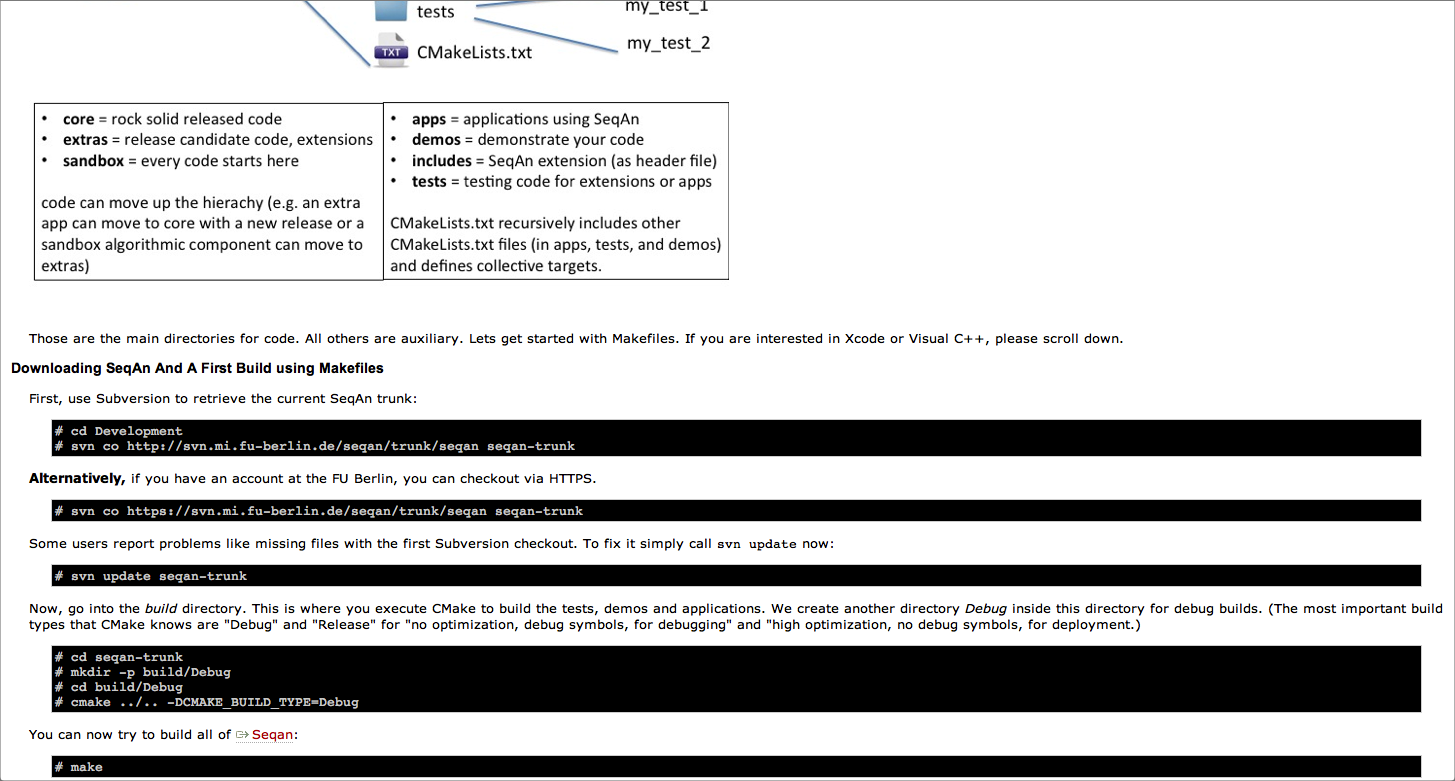 tests
my_test_1
my_test_2
TXT
CMakeLists.txt
• core = rock solid released code
• extras = release candidate code, extensions
• sandbox = every code starts here
code can move up the hierachy (e.g. an extra
app can move to core with a new release or a
sandbox algorithmic component can move to
extras)
• apps = applications using SeqAn
• demos = demonstrate your code
• includes = SeqAn extension (as header file)
• tests = testing code for extensions or apps
CMakeLists.txt recursively includes other
CMakeLists.txt files (in apps, tests, and demos)
and defines collective targets.
Those are the main directories for code. All others are auxiliary. Lets get started with Makefiles. If you are interested in Xcode or Visual C++, please scroll down.
Downloading SeqAn And A First Build using Makefiles
First, use Subversion to retrieve the current SeqAn trunk:
# cd Development
# svn co http://svn.mi.fu-berlin.de/seqan/trunk/seqan seqan-trunk
Alternatively, if you have an account at the FU Berlin, you can checkout via HTTPS.
# svn co https://svn.mi.fu-berlin.de/seqan/trunk/seqan seqan-trunk
Some users report problems like missing files with the first Subversion checkout. To fix it simply call svn update now:
# svn update seqan-trunk
Now, go into the build directory. This is where you execute CMake to build the tests, demos and applications. We create another directory Debug inside this directory for debug builds. (The most important build
types that CMake knows are "Debug" and "Release" for "no optimization, debug symbols, for debugging" and "high optimization, no debug symbols, for deployment.)
# cd seqan-trunk
# mkdir -p build/Debug
# cd build/Debug
# cmake ../.. -DCMAKE_BUILD_TYPE=Debug
You can now try to build all of Seqan:
# make